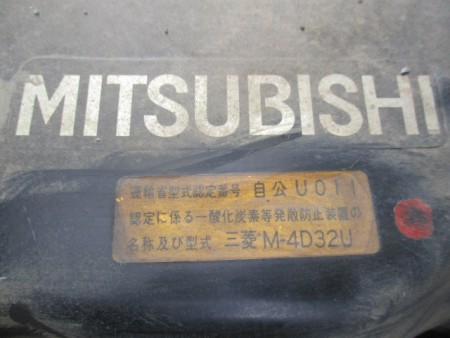 MITSUBISHI
運輸省型式認定番号 自公U011
認定に係る一酸化炭素等発散防止装置の
名称及び型式 三菱 M-4D32U